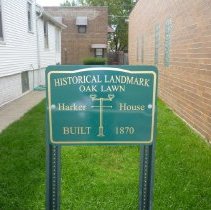 HISTORICAL LANDMARK
OAK LAWN
Harker House
BUILT 1870